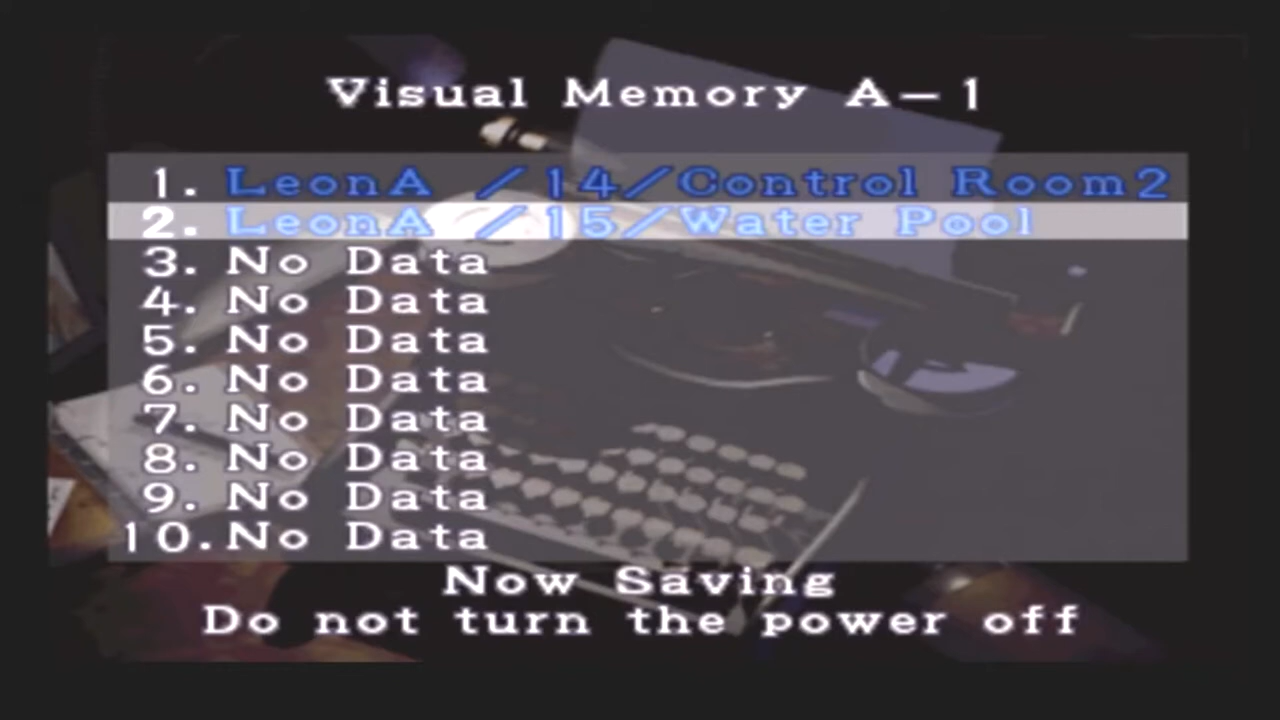 Visual Memory A-1
1. LeonA /14/Control Room2
2. LeonA /15/Water Pool
3. No Data
4. No Data
5. No Data
6. No Data
7. No Data
8. No Data
9. No Data
10. No Data
Now Saving
Do not turn the power off